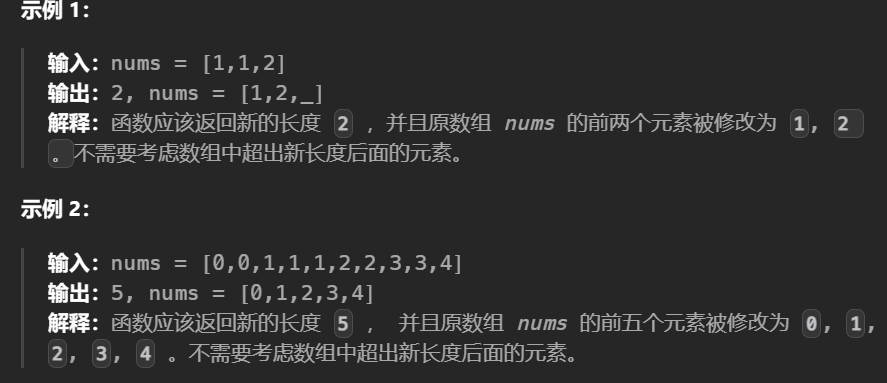 示例 1：
输入：nums = [1,1,2]
输出：2, nums = [1,2,_]
解释：函数应该返回新的长度 2 ，并且原数组 nums 的前两个元素被修改为 1, 2
。不需要考虑数组中超出新长度后面的元素。
示例 2：
输入：nums = [0,0,1,1,1,2,2,3,3,4]
输出：5, nums = [0,1,2,3,4]
解释：函数应该返回新的长度 5 ， 并且原数组 nums 的前五个元素被修改为 0, 1,
2, 3, 4 。不需要考虑数组中超出新长度后面的元素。